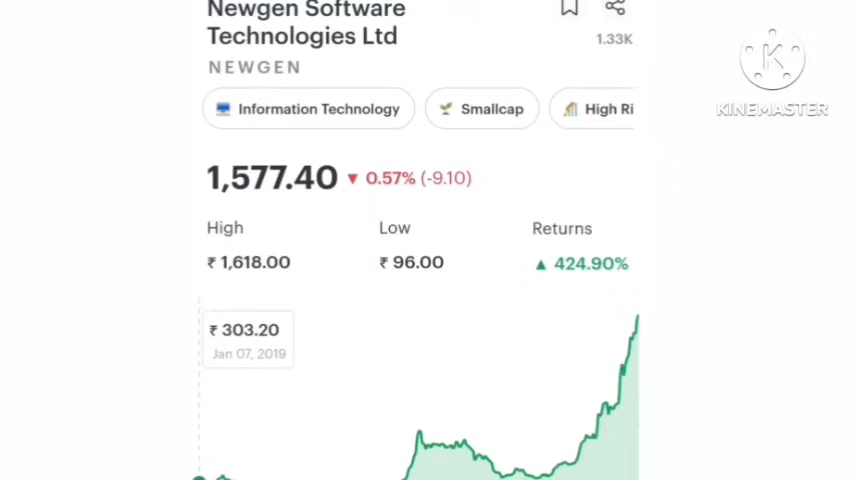 Newgen Software
Technologies Ltd
1.33K
NEWGEN
KINEMASTER
Information Technology
Smallcap
High Ri
1,577.40 ▼ 0.57% (-9.10)
High Low Returns
₹ 1,618.00 ₹ 96.00 ▲ 424.90%
₹ 303.20
Jan 07, 2019